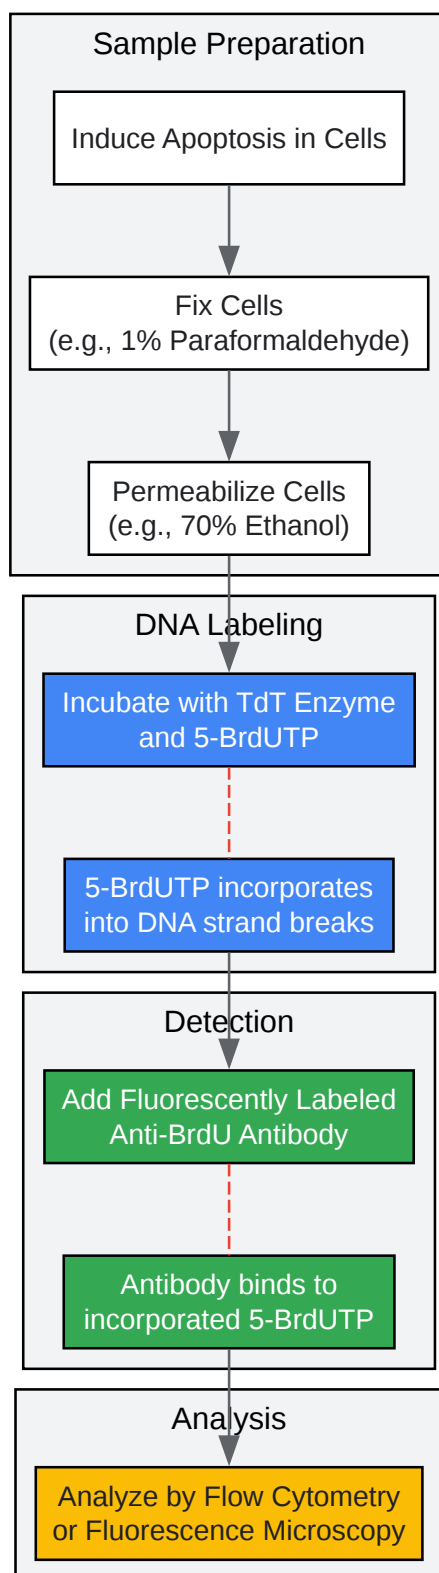 Sample Preparation
Induce Apoptosis in Cells
Fix Cells
(e.g., 1% Paraformaldehyde)
Permeabilize Cells
(e.g., 70% Ethanol)
DNA Labeling
Incubate with TdT Enzyme
and 5-BrdUTP
5-BrdUTP incorporates
into DNA strand breaks
Detection
Add Fluorescently Labeled
Anti-BrdU Antibody
Antibody binds to
incorporated 5-BrdUTP
Analysis
Analyze by Flow Cytometry
or Fluorescence Microscopy